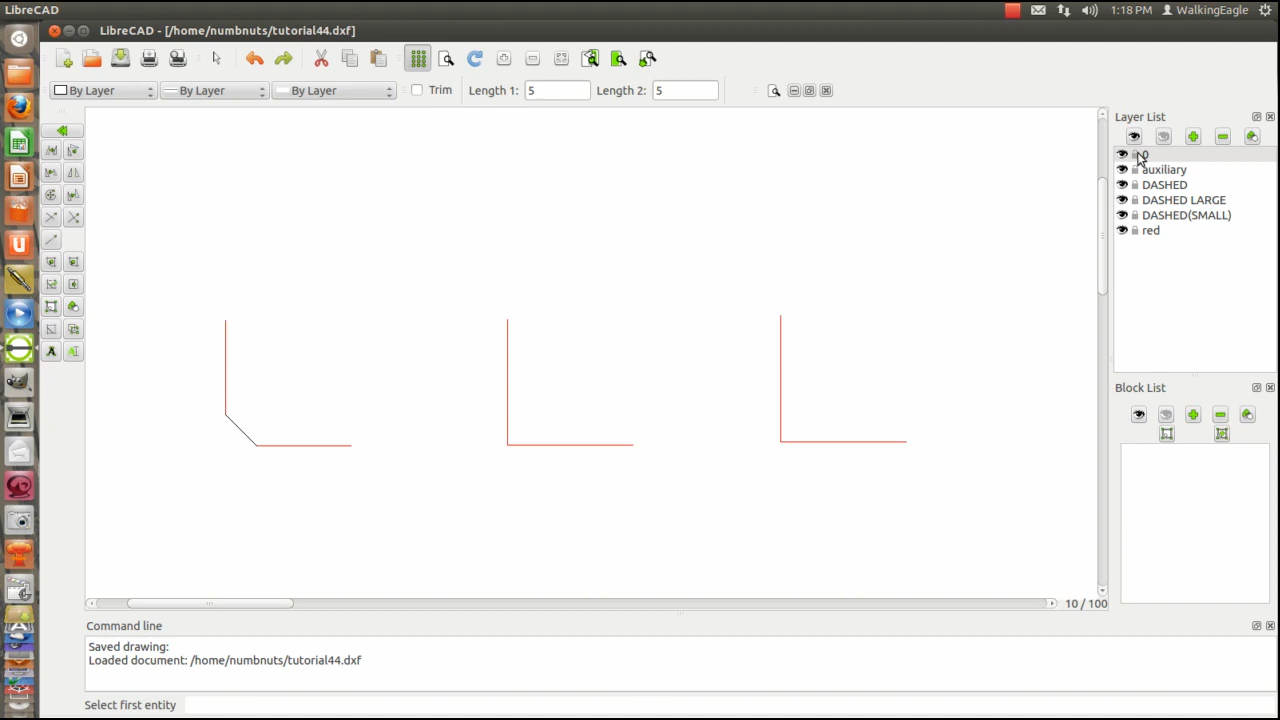 LibreCAD
1:18 PM
WalkingEagle
LibreCAD - [/home/numbnuts/tutorial44.dxf]
By Layer
By Layer
By Layer
Trim
Length 1:
5
Length 2:
5
Layer List
0
auxiliary
DASHED
DASHED LARGE
DASHED(SMALL)
red
Block List
10 / 100
Command line
Saved drawing:
Loaded document: /home/numbnuts/tutorial44.dxf
Select first entity